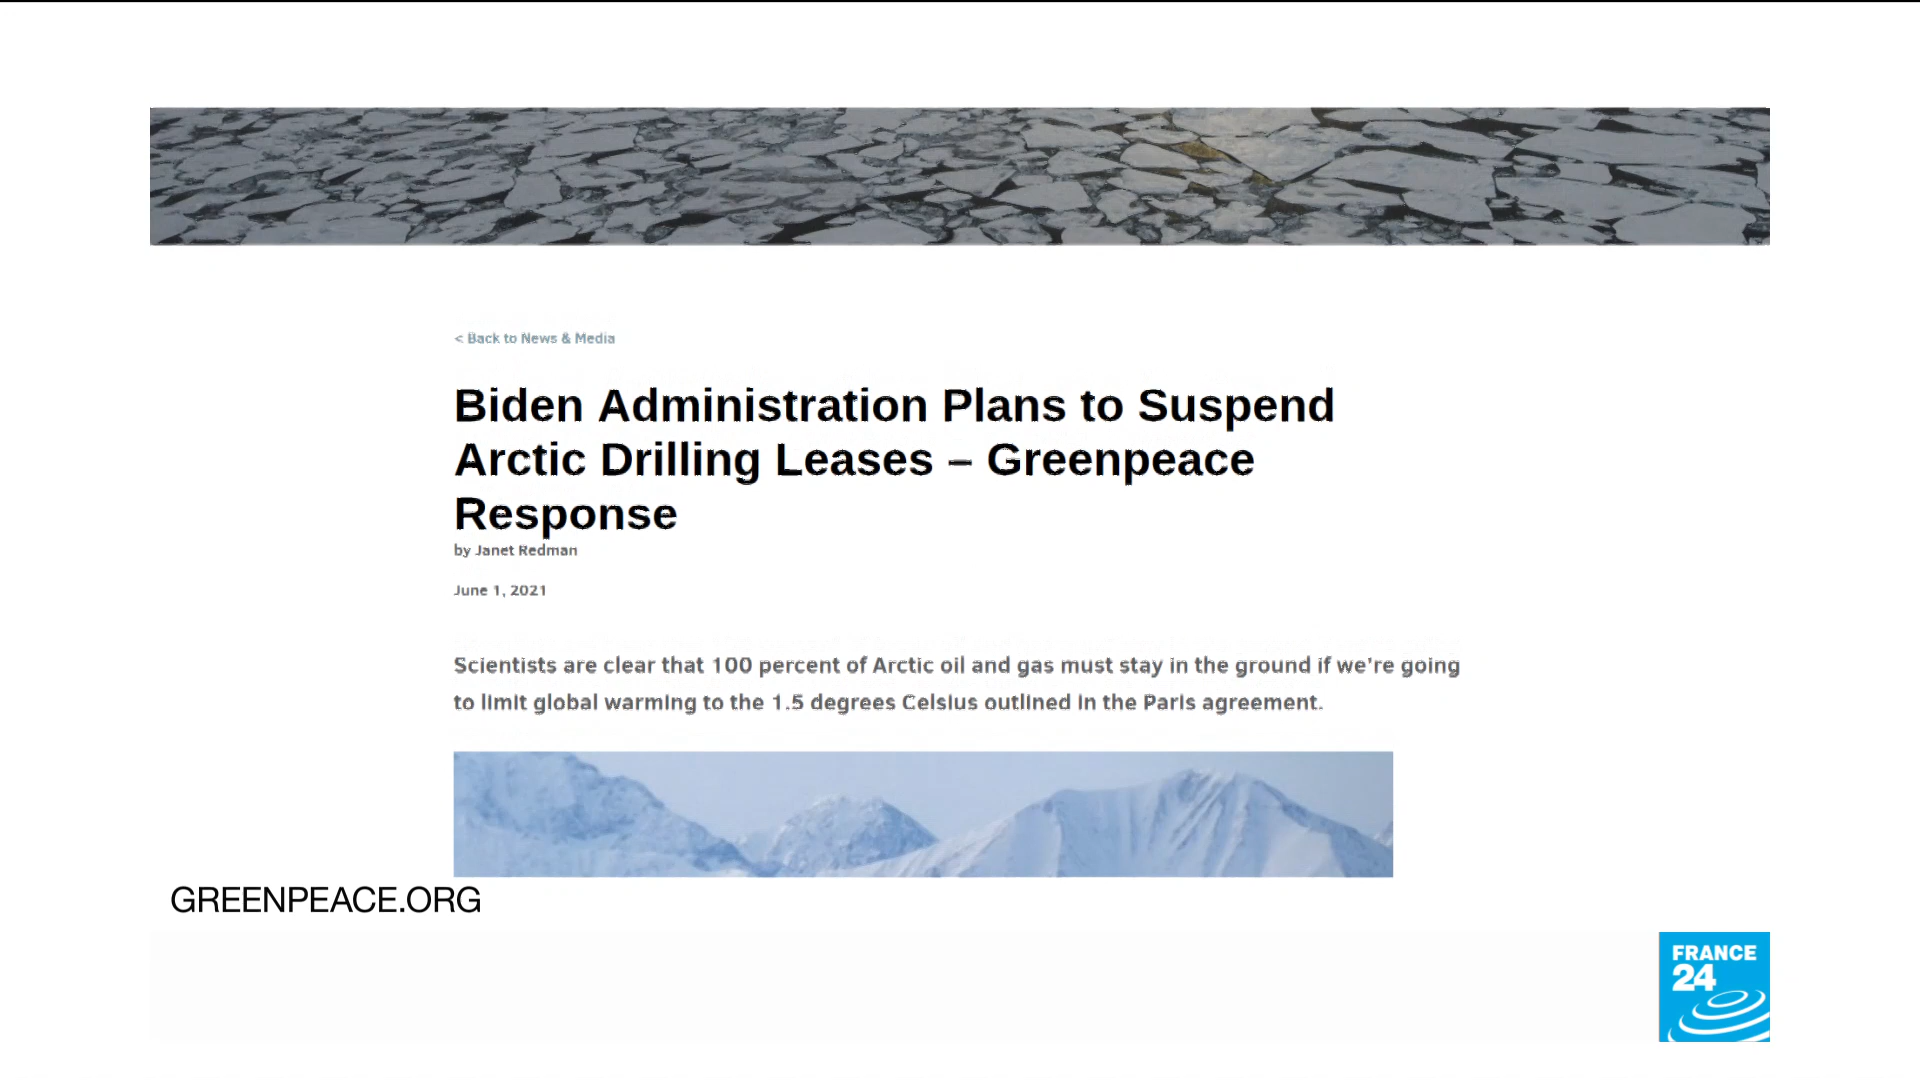 < Back to News & Media
Biden Administration Plans to Suspend
Arctic Drilling Leases – Greenpeace
Response
by Janet Redman
June 1, 2021
Scientists are clear that 100 percent of Arctic oil and gas must stay in the ground if we're going
to limit global warming to the 1.5 degrees Celsius outlined in the Paris agreement.
GREENPEACE.ORG
FRANCE
24